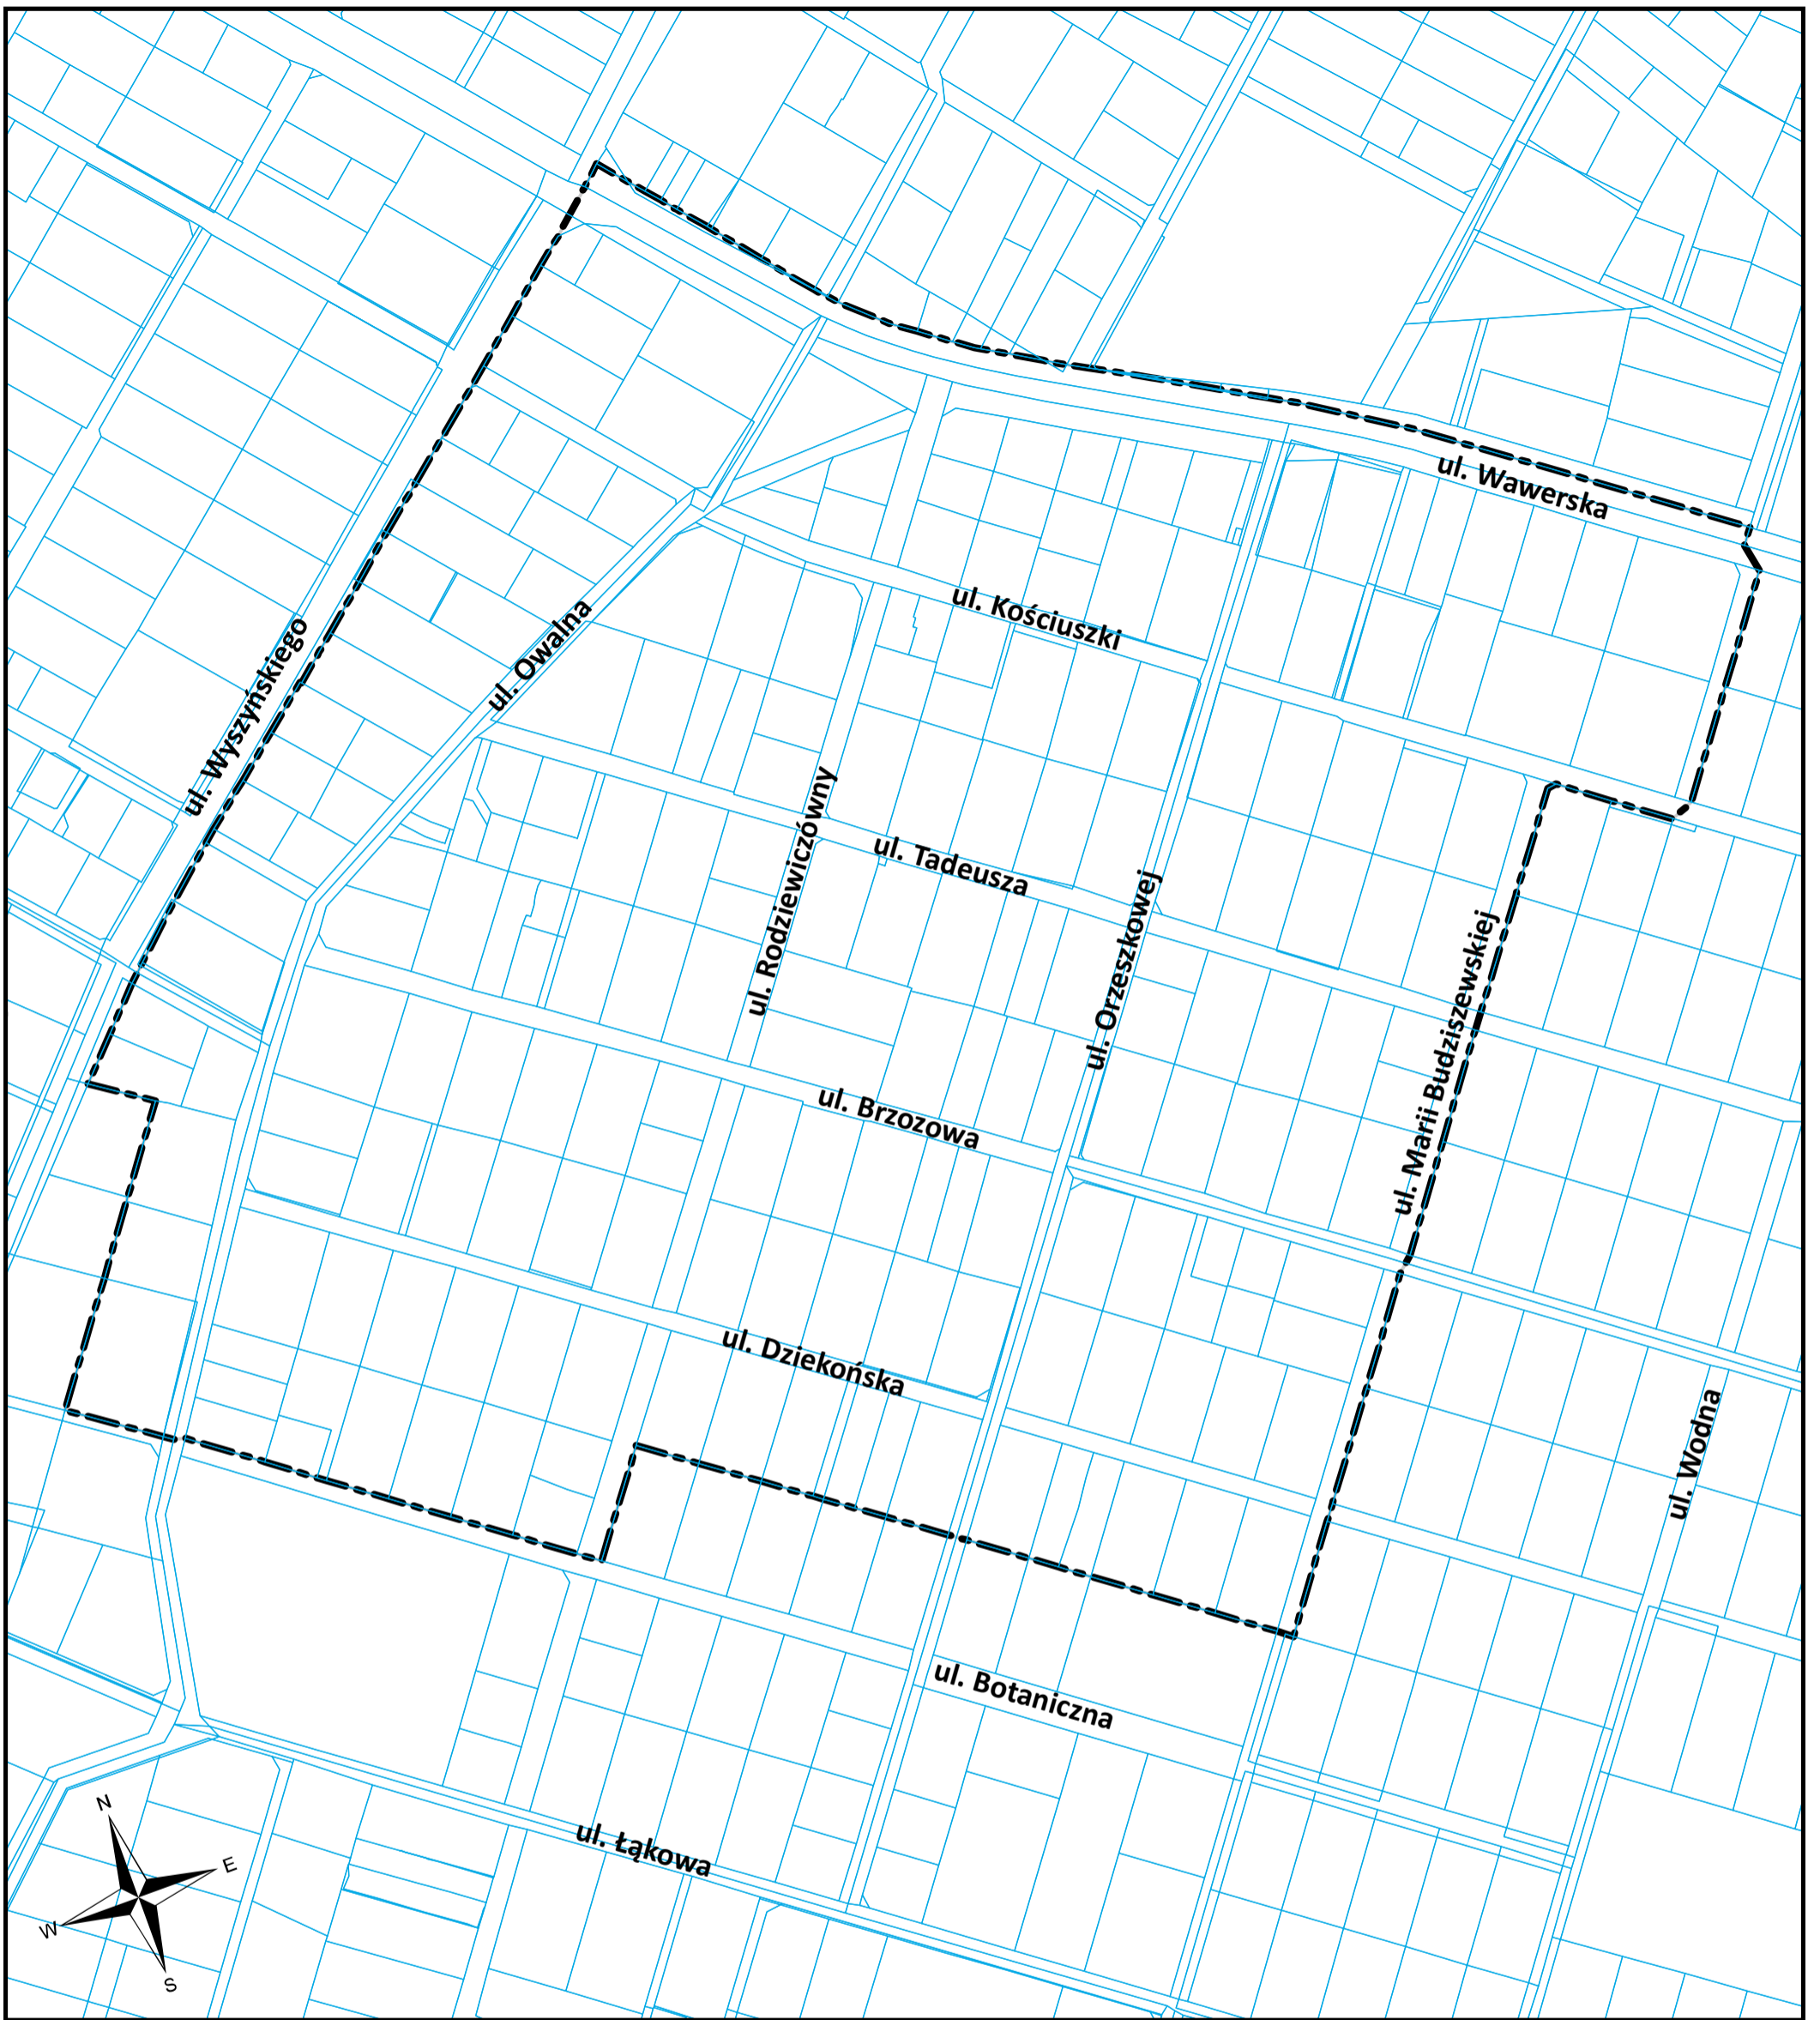 ul. Wawerska
ul. Kościuszki
ul. Owalna
ul. Wyszyńskiego
ul. Rodziewiczówny
ul. Tadeusza
ul. Orzeszkowej
ul. Marii Budziszewskiej
ul. Brzozowa
ul. Dziekońska
ul. Wodna
ul. Botaniczna
ul. Łąkowa
N
E
W
S